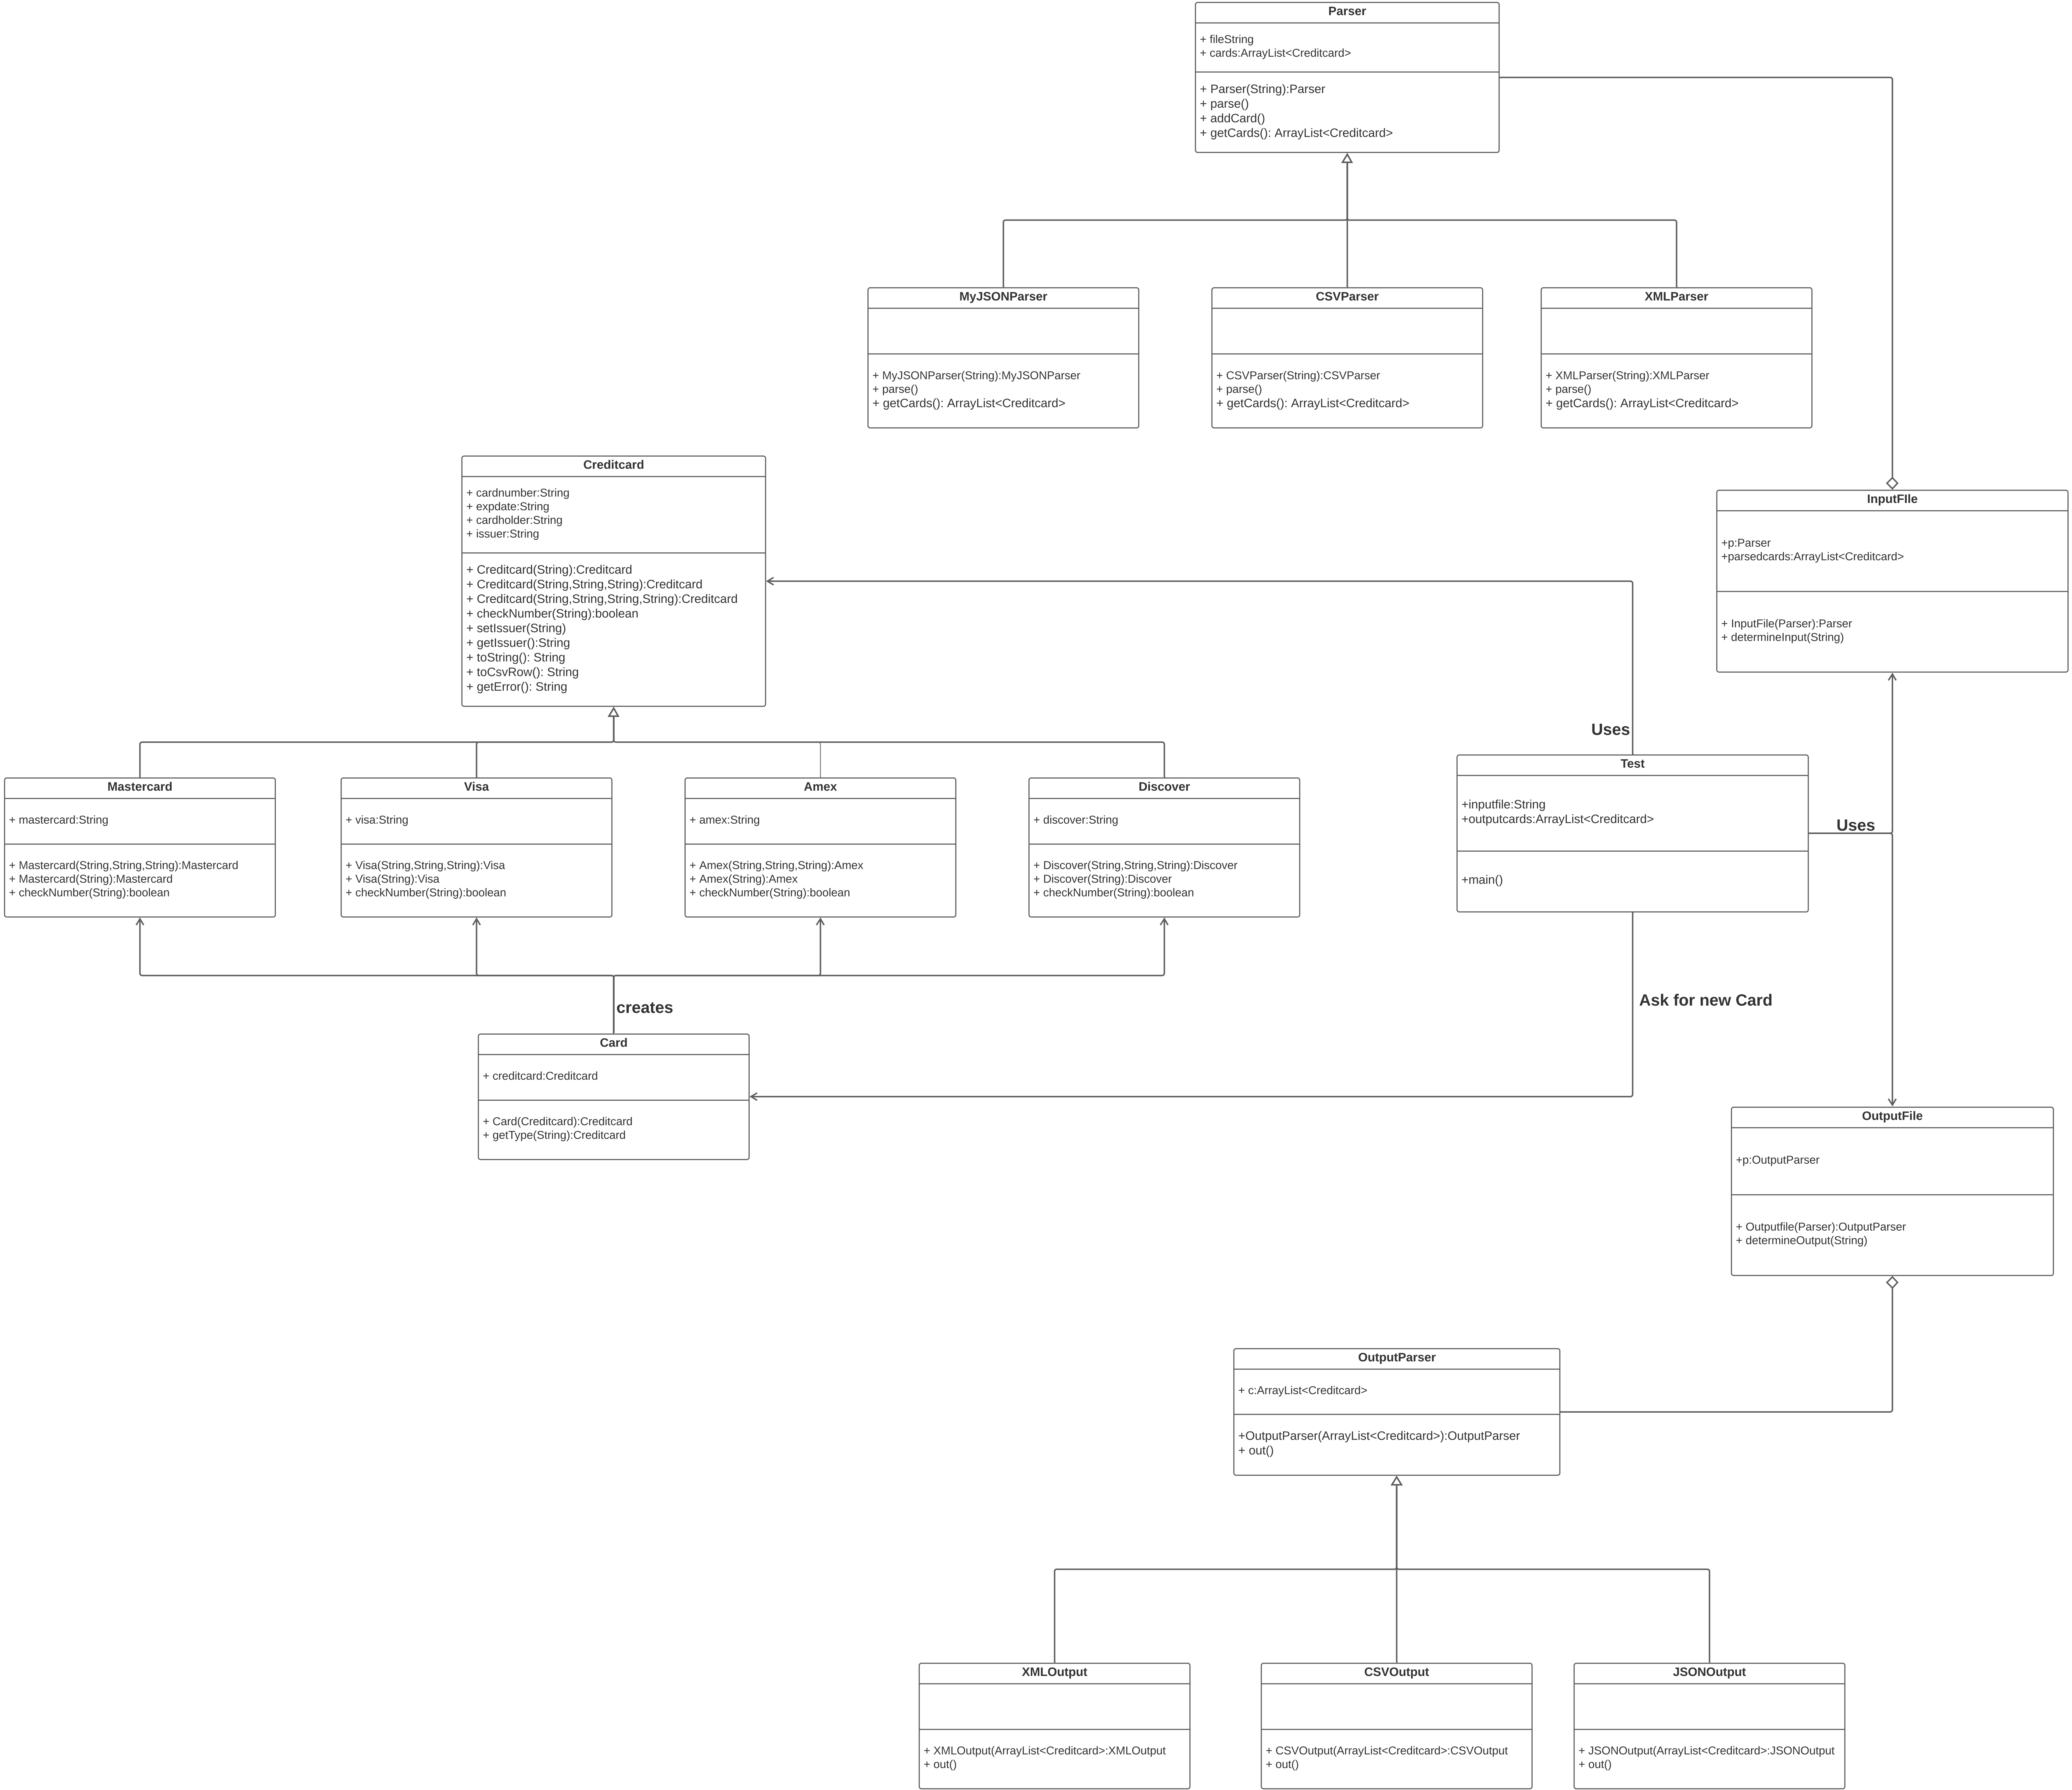 Parser
+ fileString
+ cards:ArrayList<Creditcard>
+ Parser(String):Parser
+ parse()
+ addCard()
+ getCards(): ArrayList<Creditcard>
MyJSONParser
+ MyJSONParser(String):MyJSONParser
+ parse()
+ getCards(): ArrayList<Creditcard>
CSVParser
+ CSVParser(String):CSVParser
+ parse()
+ getCards(): ArrayList<Creditcard>
XMLParser
+ XMLParser(String):XMLParser
+ parse()
+ getCards(): ArrayList<Creditcard>
Creditcard
+ cardnumber:String
+ expdate:String
+ cardholder:String
+ issuer:String
+ Creditcard(String):Creditcard
+ Creditcard(String,String,String):Creditcard
+ Creditcard(String,String,String,String):Creditcard
+ checkNumber(String):boolean
+ setIssuer(String)
+ getIssuer():String
+ toString(): String
+ toCsvRow(): String
+ getError(): String
InputFIle
+p:Parser
+parsedcards:ArrayList<Creditcard>
+ InputFile(Parser):Parser
+ determineInput(String)
Uses
Mastercard
+ mastercard:String
+ Mastercard(String,String,String):Mastercard
+ Mastercard(String):Mastercard
+ checkNumber(String):boolean
Visa
+ visa:String
+ Visa(String,String,String):Visa
+ Visa(String):Visa
+ checkNumber(String):boolean
Amex
+ amex:String
+ Amex(String,String,String):Amex
+ Amex(String):Amex
+ checkNumber(String):boolean
Discover
+ discover:String
+ Discover(String,String,String):Discover
+ Discover(String):Discover
+ checkNumber(String):boolean
Test
+inputfile:String
+outputcards:ArrayList<Creditcard>
+main()
Uses
creates
Ask for new Card
Card
+ creditcard:Creditcard
+ Card(Creditcard):Creditcard
+ getType(String):Creditcard
OutputFile
+p:OutputParser
+ Outputfile(Parser):OutputParser
+ determineOutput(String)
OutputParser
+ c:ArrayList<Creditcard>
+OutputParser(ArrayList<Creditcard>):OutputParser
+ out()
XMLOutput
+ XMLOutput(ArrayList<Creditcard>:XMLOutput
+ out()
CSVOutput
+ CSVOutput(ArrayList<Creditcard>:CSVOutput
+ out()
JSONOutput
+ JSONOutput(ArrayList<Creditcard>:JSONOutput
+ out()